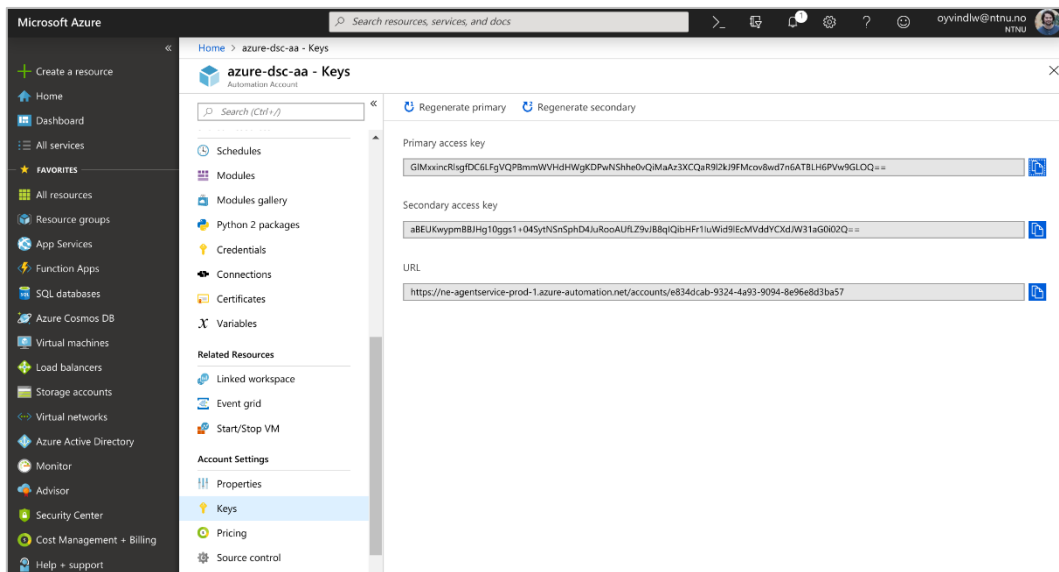 Microsoft Azure
Search resources, services, and docs
1
oyvindlw@ntnu.no
NTNU
Create a resource
Home
Dashboard
All services
FAVORITES
All resources
Resource groups
App Services
Function Apps
SQL databases
Azure Cosmos DB
Virtual machines
Load balancers
Storage accounts
Virtual networks
Azure Active Directory
Monitor
Advisor
Security Center
Cost Management + Billing
Help + support
Home > azure-dsc-aa - Keys
azure-dsc-aa - Keys
Automation Account
Search (Ctrl+/)
Schedules
Modules
Modules gallery
Python 2 packages
Credentials
Connections
Certificates
Variables
Related Resources
Linked workspace
Event grid
Start/Stop VM
Account Settings
Properties
Keys
Pricing
Source control
Regenerate primary
Regenerate secondary
Primary access key
Secondary access key
URL
https://ne-agentservice-prod-1.azure-automation.net/accounts/e834dcab-9324-4a93-9094-8e96e8d3ba57